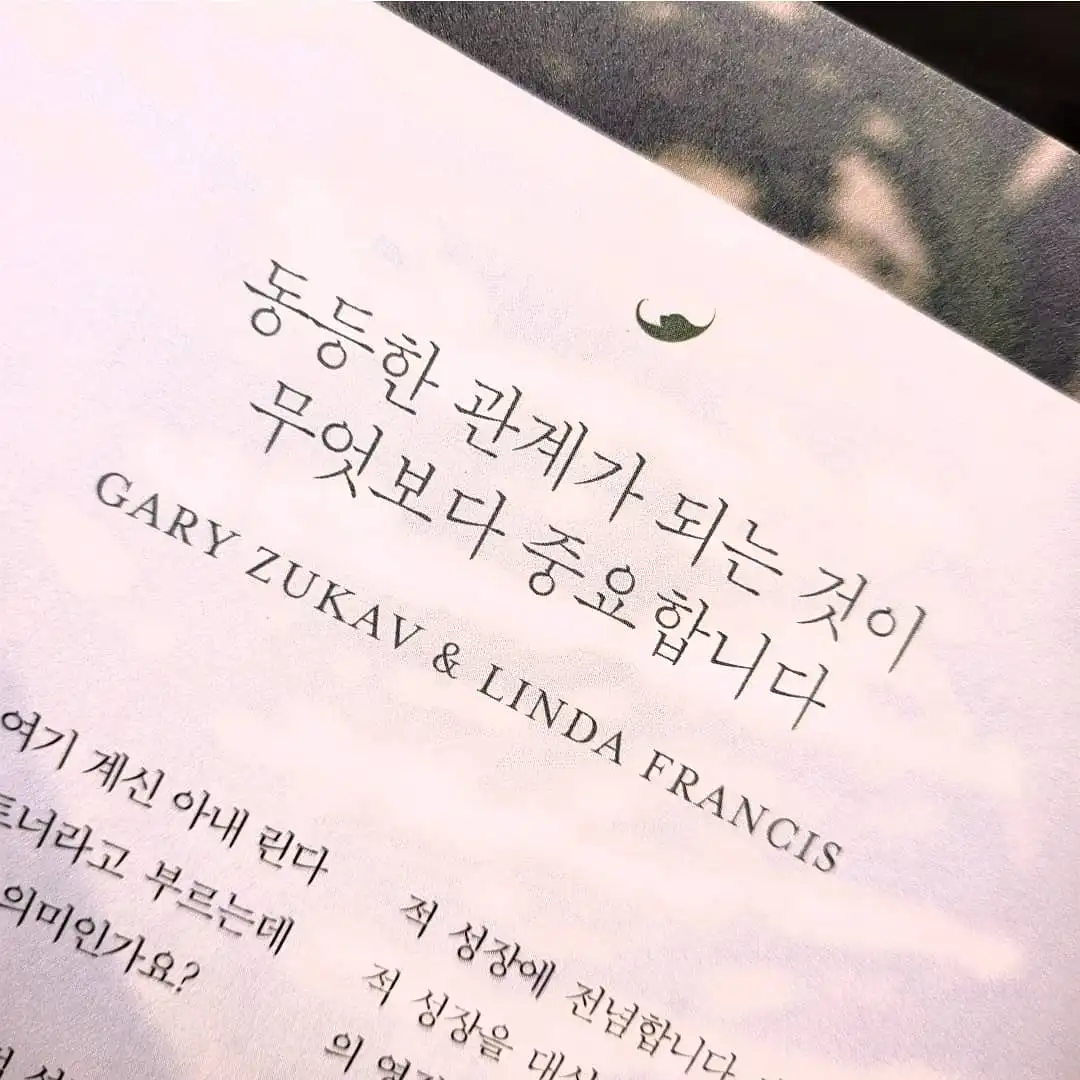 동등한 관계가 되는 것이
무엇보다 중요합니다
GARY ZUKAV & LINDA FRANCIS
여기 계신 아내 린다
트너라고 부르는데
의미인가요?
적 성장에 전념합니다
적 성장을
의